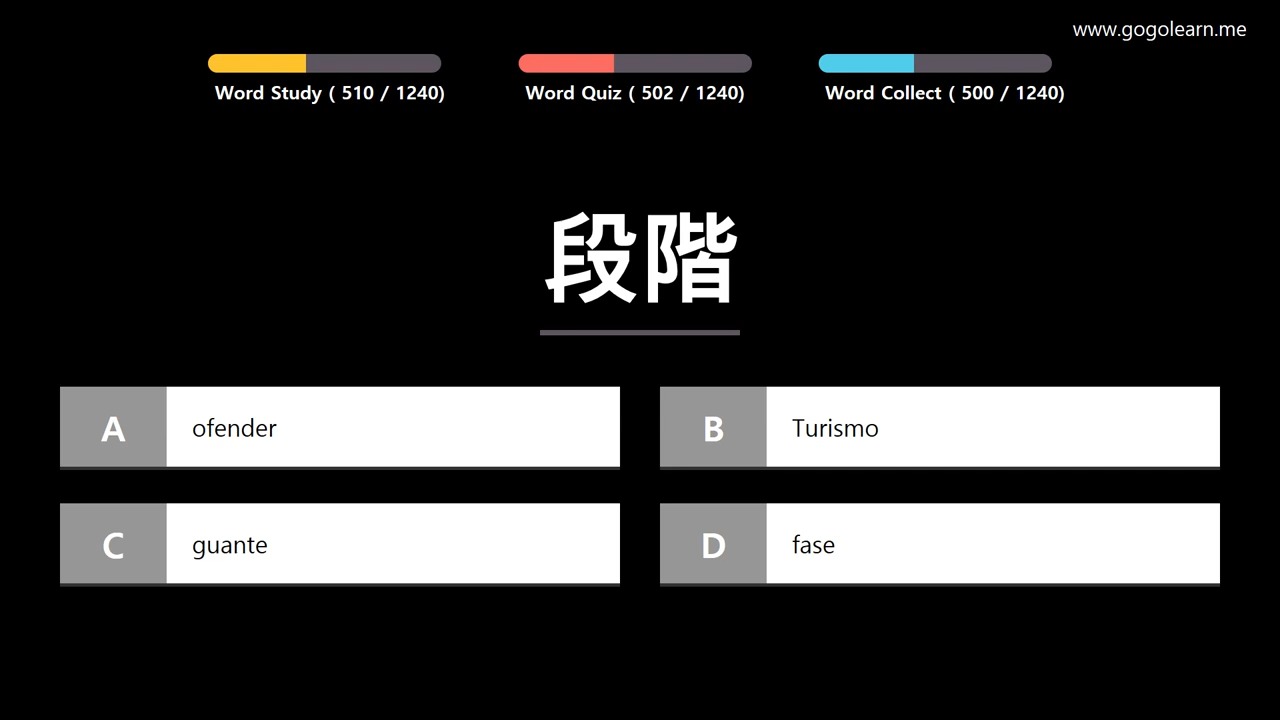 www.gogolearn.me
Word Study ( 510 / 1240)
Word Quiz ( 502 / 1240)
Word Collect ( 500 / 1240)
段階
A ofender
B Turismo
C guante
D fase